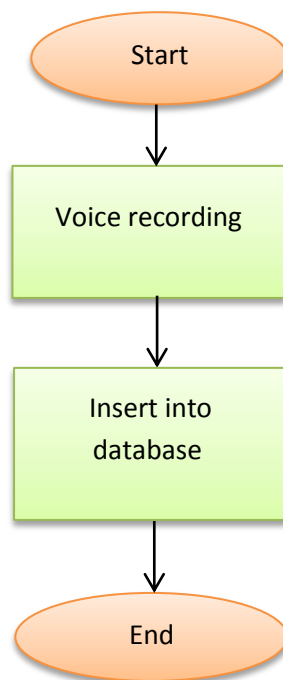 Start
Voice recording
Insert into
database
End